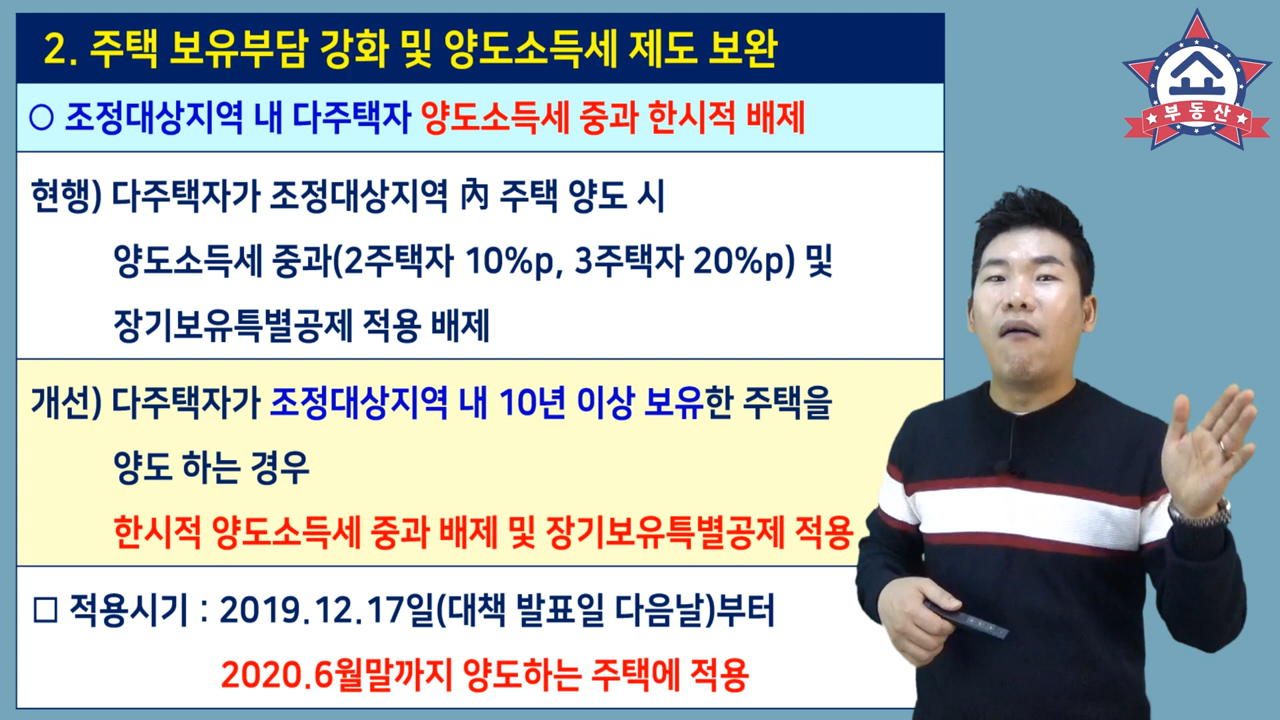 2. 주택 보유부담 강화 및 양도소득세 제도 보완
○ 조정대상지역 내 다주택자 양도소득세 중과 한시적 배제
현행) 다주택자가 조정대상지역 內 주택 양도 시
양도소득세 중과(2주택자 10%p, 3주택자 20%p) 및
장기보유특별공제 적용 배제
개선) 다주택자가 조정대상지역 내 10년 이상 보유한 주택을
양도 하는 경우
한시적 양도소득세 중과 배제 및 장기보유특별공제 적용
□ 적용시기 : 2019.12.17일(대책 발표일 다음날)부터
2020.6월말까지 양도하는 주택에 적용
부동산